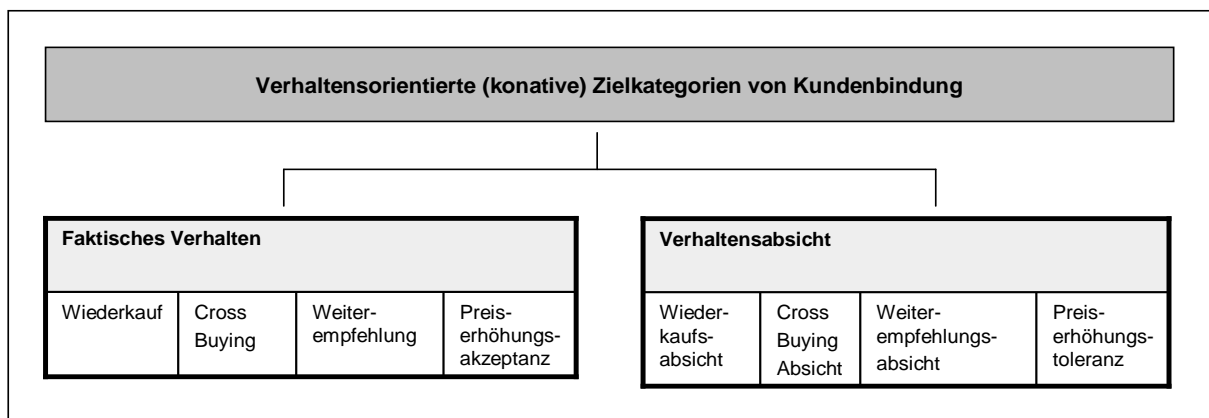 Verhaltensorientierte (konative) Zielkategorien von Kundenbindung
Faktisches Verhalten
Wiederkauf
Cross
Buying
Weiter-
empfehlung
Preis-
erhöhungs-
akzeptanz
Verhaltensabsicht
Wieder-
kaufs-
absicht
Cross
Buying
Absicht
Weiter-
empfehlungs-
absicht
Preis-
erhöhungs-
toleranz